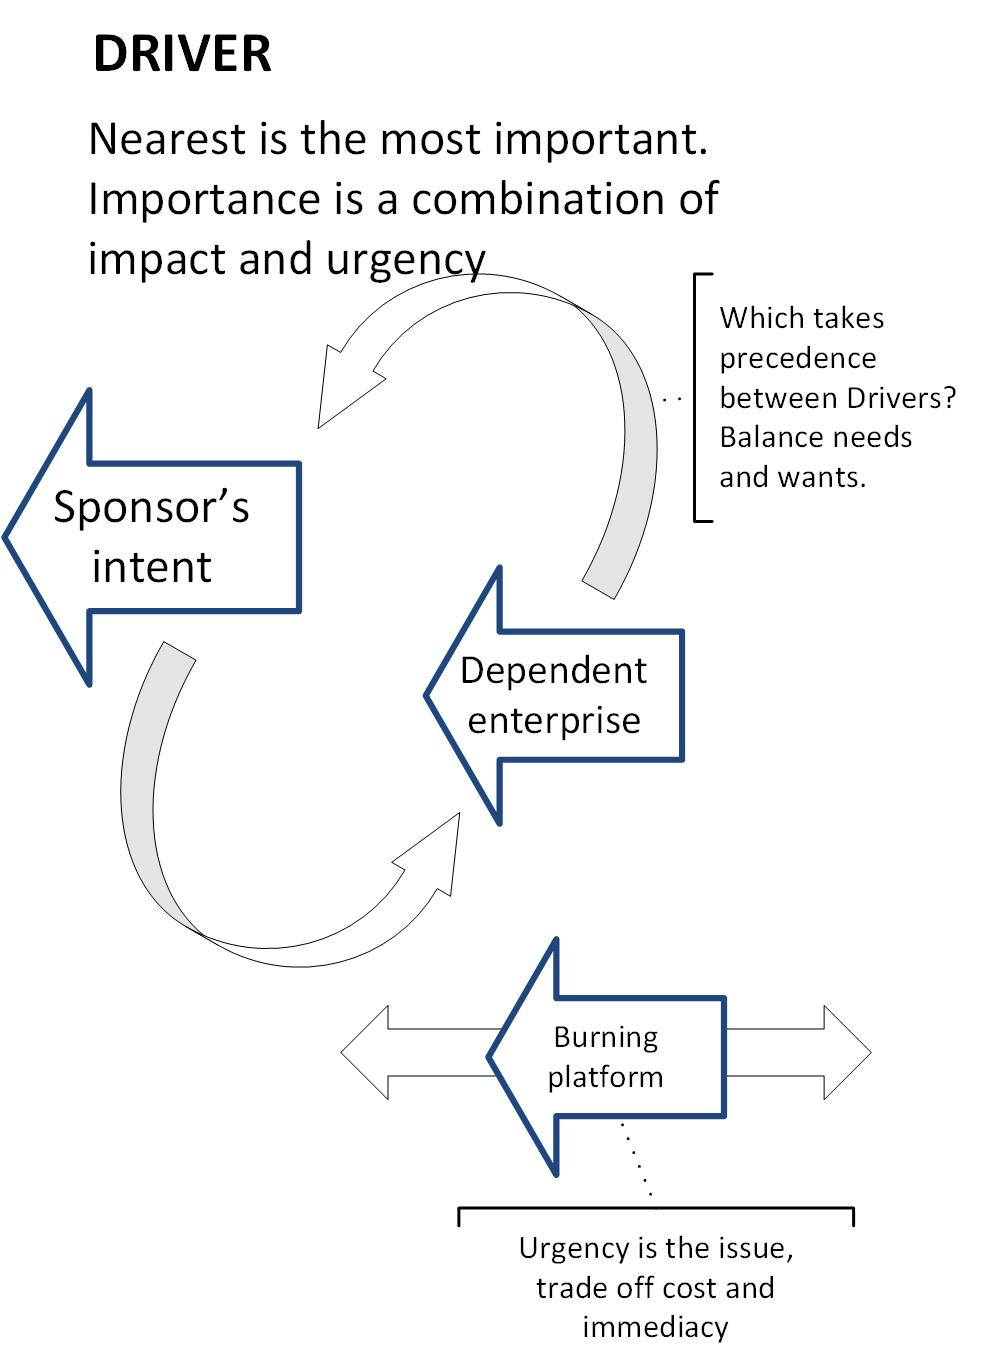 DRIVER
Nearest is the most important.
Importance is a combination of
impact and urgency
Which takes
precedence
between Drivers?
Balance needs
and wants.
Sponsor’s
intent
Dependent
enterprise
Burning
platform
Urgency is the issue,
trade off cost and
immediacy